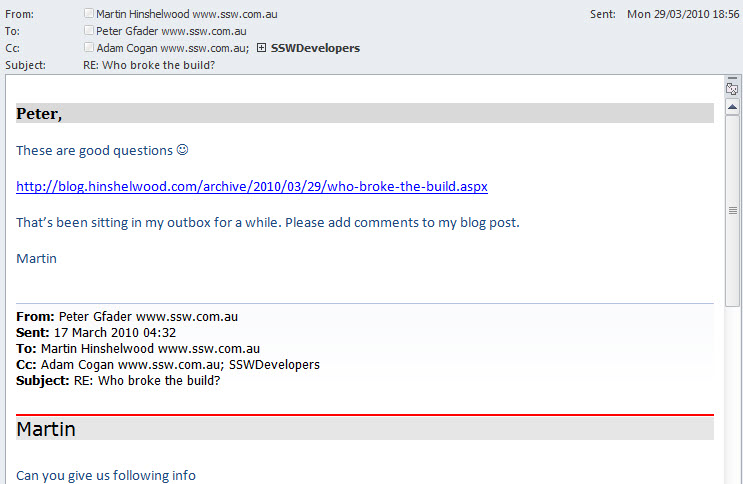 From: Martin Hinshelwood www.ssw.com.au Sent: Mon 29/03/2010 18:56
To: Peter Gfader www.ssw.com.au
Cc: Adam Cogan www.ssw.com.au; SSWDevelopers
Subject: RE: Who broke the build?
Peter,
These are good questions ☺
http://blog.hinshelwood.com/archive/2010/03/29/who-broke-the-build.aspx
That's been sitting in my outbox for a while. Please add comments to my blog post.
Martin
From: Peter Gfader www.ssw.com.au
Sent: 17 March 2010 04:32
To: Martin Hinshelwood www.ssw.com.au
Cc: Adam Cogan www.ssw.com.au; SSWDevelopers
Subject: RE: Who broke the build?
Martin
Can you give us following info